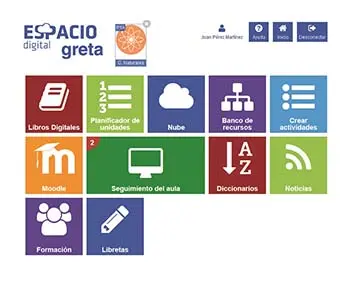 ESPACIO
digital greta
C. Naturales
Juan Pérez Martínez
Ayuda
Inicio
Desconectar
Libros Digitales
Planificador de
unidades
Nube
Banco de
recursos
Crear
actividades
Moodle
2
Seguimiento del aula
Diccionarios
Noticias
Formación
Libretas
1
2
3
A
Z
m